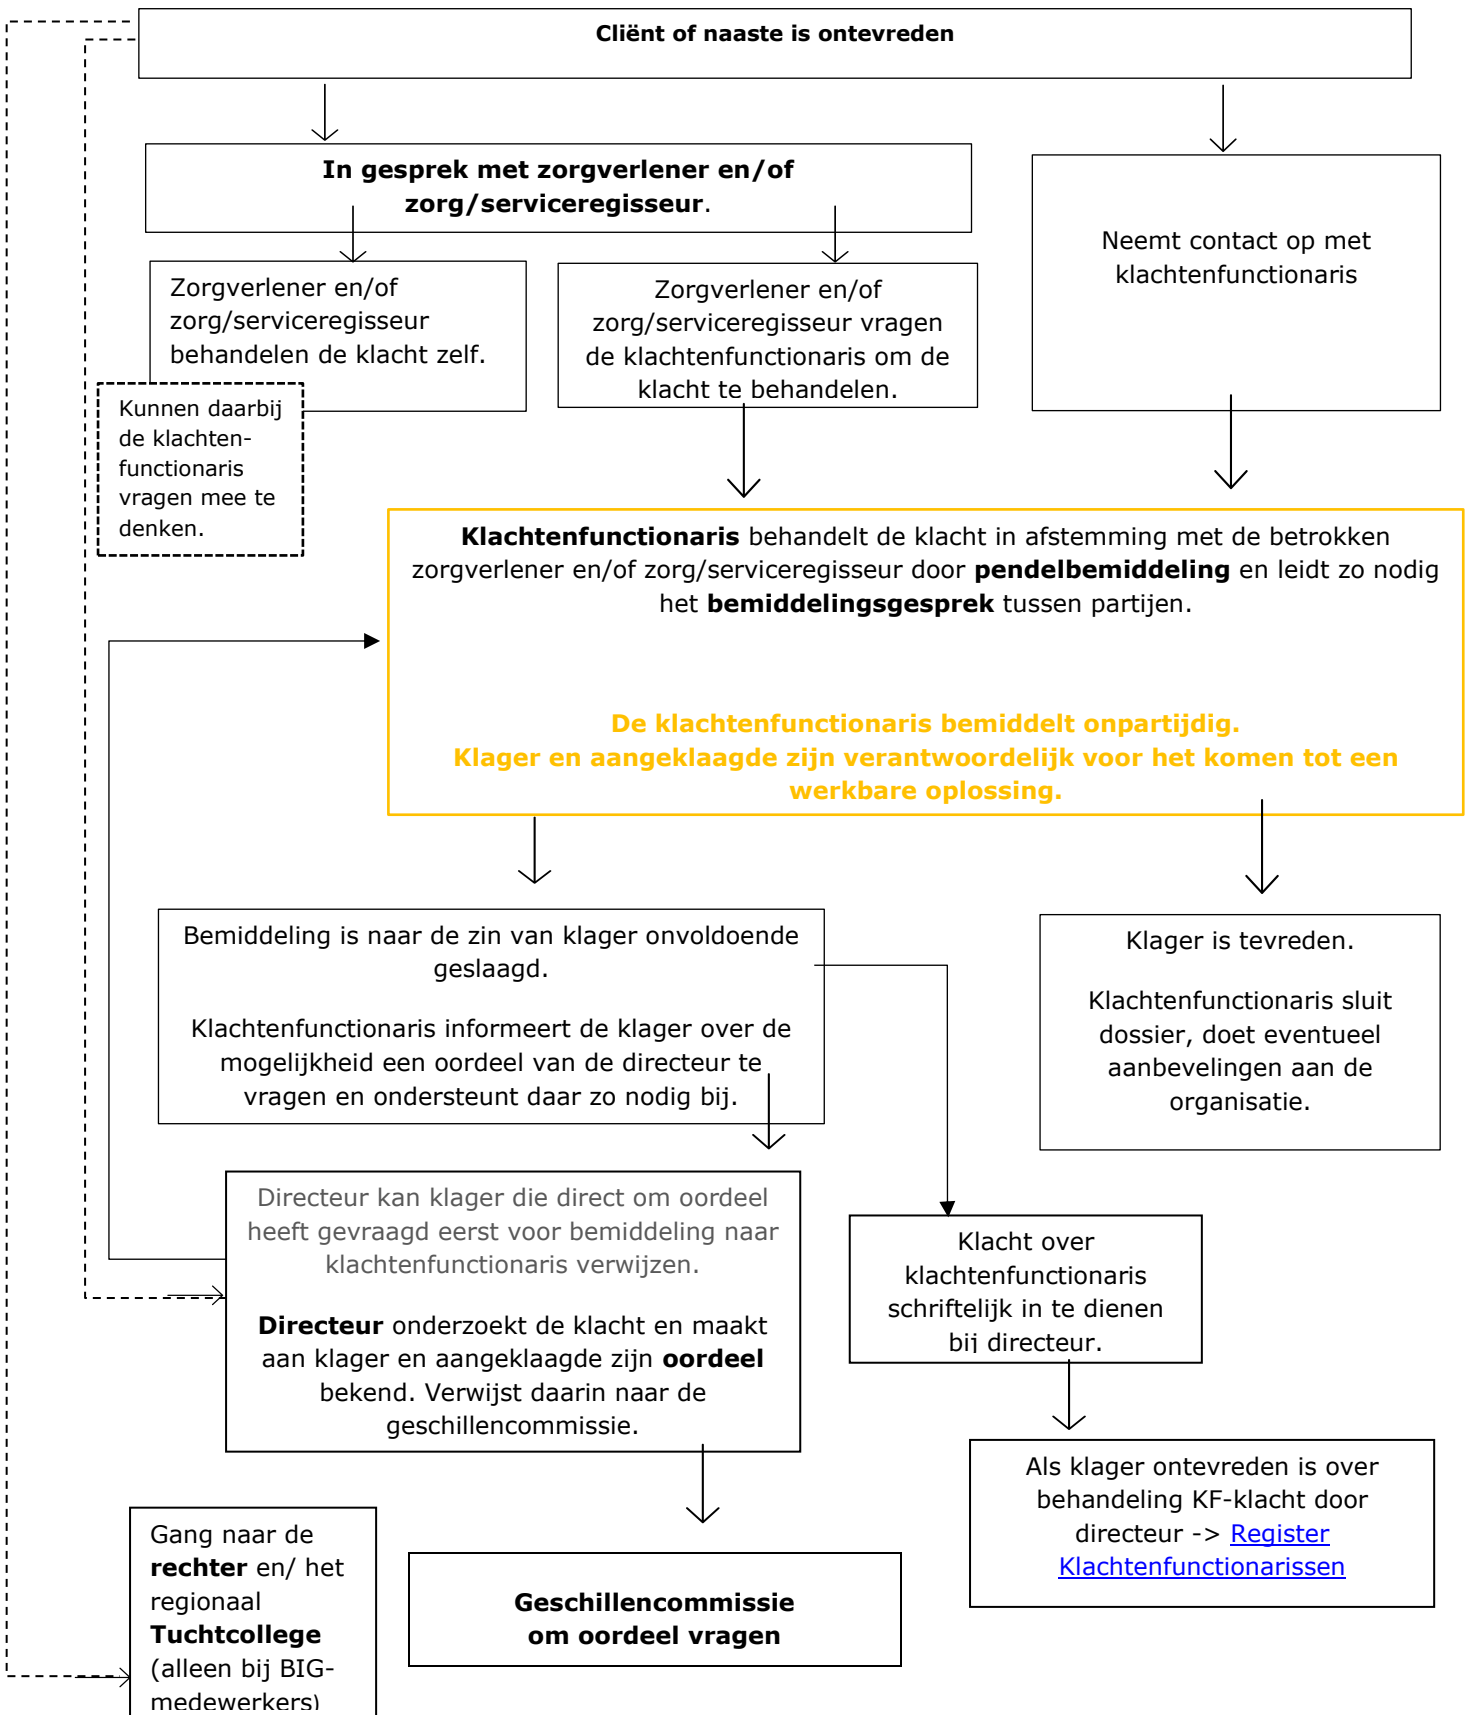 Cliënt of naaste is ontevreden
In gesprek met zorgverlener en/of
zorg/serviceregisseur.
Neemt contact op met
klachtenfunctionaris
Zorgverlener en/of
zorg/serviceregisseur
behandelen de klacht zelf.
Zorgverlener en/of
zorg/serviceregisseur vragen
de klachtenfunctionaris om de
klacht te behandelen.
Kunnen daarbij
de klachten-
functionaris
vragen mee te
denken.
Klachtenfunctionaris behandelt de klacht in afstemming met de betrokken
zorgverlener en/of zorg/serviceregisseur door pendelbemiddeling en leidt zo nodig
het bemiddelingsgesprek tussen partijen.
De klachtenfunctionaris bemiddelt onpartijdig.
Klager en aangeklaagde zijn verantwoordelijk voor het komen tot een
werkbare oplossing.
Bemiddeling is naar de zin van klager onvoldoende
geslaagd.
Klachtenfunctionaris informeert de klager over de
mogelijkheid een oordeel van de directeur te
vragen en ondersteunt daar zo nodig bij.
Klager is tevreden.
Klachtenfunctionaris sluit
dossier, doet eventueel
aanbevelingen aan de
organisatie.
Directeur kan klager die direct om oordeel
heeft gevraagd eerst voor bemiddeling naar
klachtenfunctionaris verwijzen.
Directeur onderzoekt de klacht en maakt
aan klager en aangeklaagde zijn oordeel
bekend. Verwijst daarin naar de
geschillencommissie.
Klacht over
klachtenfunctionaris
schriftelijk in te dienen
bij directeur.
Als klager ontevreden is over
behandeling KF-klacht door
directeur -> Register
Klachtenfunctionarissen
Gang naar de
rechter en/ het
regionaal
Tuchtcollege
(alleen bij BIG-
medewerkers)
Geschillencommissie
om oordeel vragen